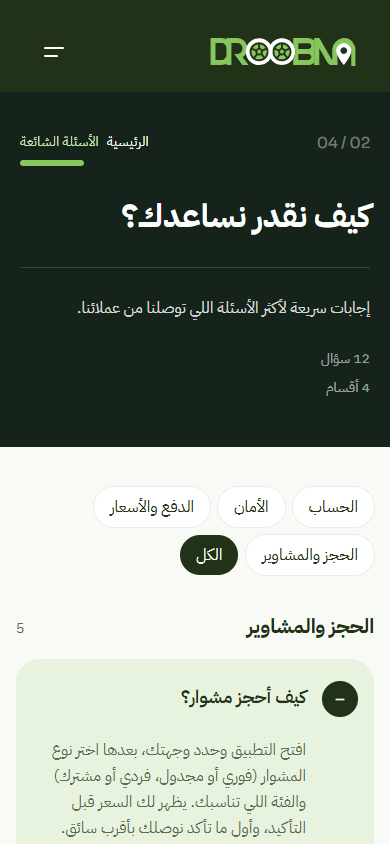 DROOBNA
04 / 02
الرئيسية الأسئلة الشائعة
كيف نقدر نساعدك؟
إجابات سريعة لأكثر الأسئلة اللي توصلنا من عملائنا.
12 سؤال
4 أقسام
الحساب
الأمان
الدفع والأسعار
الحجز والمشاوير
الكل
الحجز والمشاوير
5
كيف أحجز مشوار؟
افتح التطبيق وحدد وجهتك، بعدها اختر نوع
المشوار (فوري أو مجدول، فردي أو مشترك)
والفئة اللي تناسبك. يظهر لك السعر قبل
التأكيد، وأول ما تأكد نوصلك بأقرب سائق.